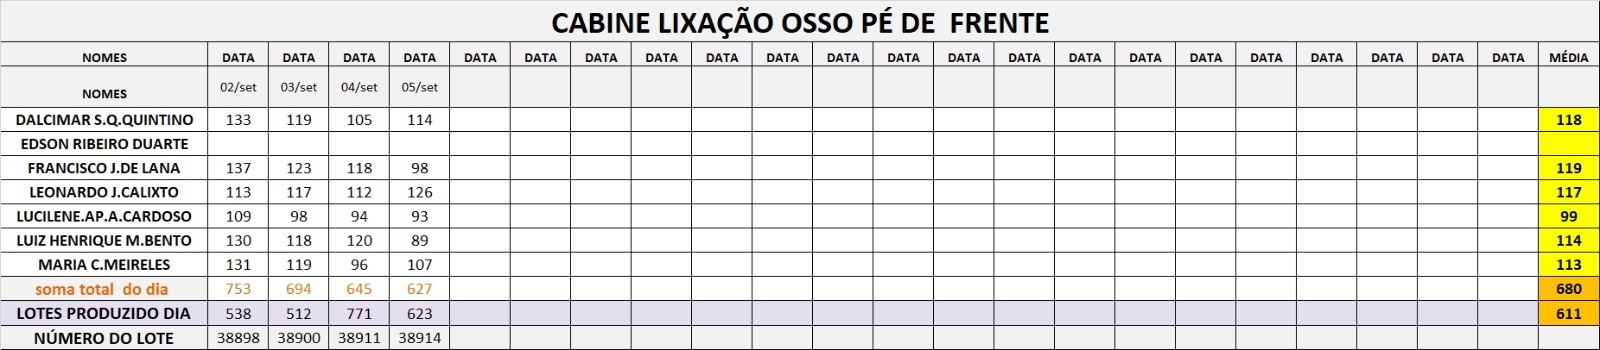 CABINE LIXAÇÃO OSSO PÉ DE  FRENTE
NOMES DATA DATA DATA DATA DATA DATA DATA DATA DATA DATA DATA DATA DATA DATA DATA DATA DATA DATA DATA DATA DATA DATA MÉDIA
NOMES 02/set 03/set 04/set 05/set
DALCIMAR S.Q.QUINTINO 133 119 105 114 118
EDSON RIBEIRO DUARTE
FRANCISCO J.DE LANA 137 123 118 98 119
LEONARDO J.CALIXTO 113 117 112 126 117
LUCILENE.AP.A.CARDOSO 109 98 94 93 99
LUIZ HENRIQUE M.BENTO 130 118 120 89 114
MARIA C.MEIRELES 131 119 96 107 113
soma total  do dia 753 694 645 627 680
LOTES PRODUZIDO DIA 538 512 771 623 611
NÚMERO DO LOTE 38898 38900 38911 38914